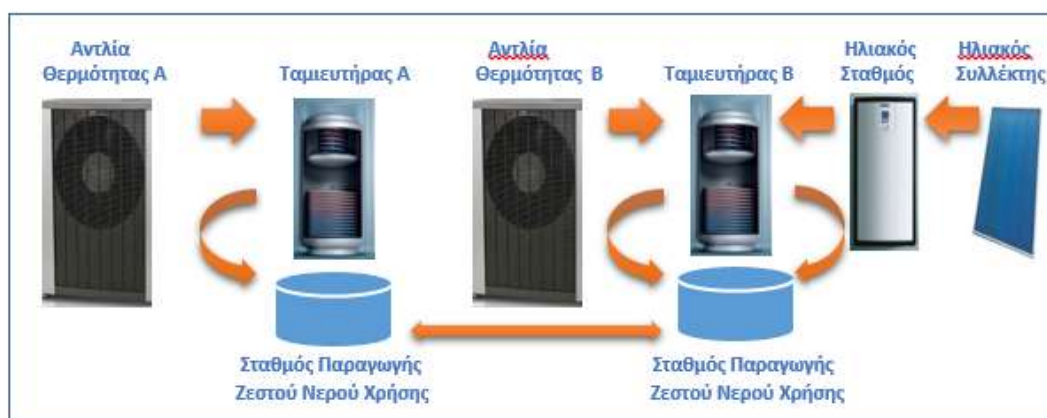 Αντλία
Θερμότητας Α
Ταμιευτήρας Α
Αντλία
Θερμότητας Β
Ταμιευτήρας Β
Ηλιακός
Σταθμός
Ηλιακός
Συλλέκτης
Σταθμός Παραγωγής
Ζεστού Νερού Χρήσης
Σταθμός Παραγωγής
Ζεστού Νερού Χρήσης